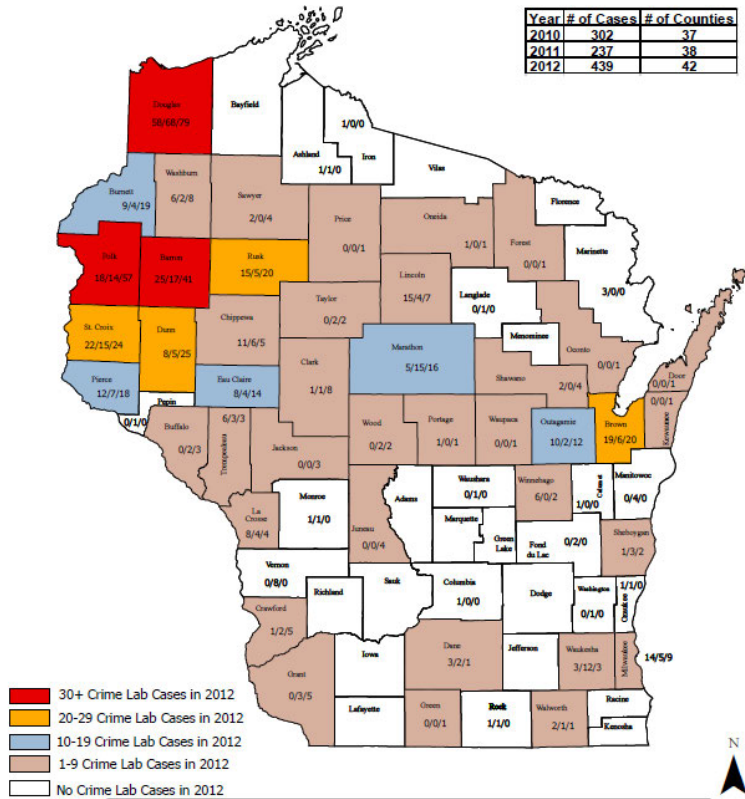 Year # of Cases # of Counties
2010 302 37
2011 237 38
2012 439 42
Douglas
58/68/79
Bayfield
1/0/0
Iron
Ashland
1/1/0
Vilas
Burnett
9/4/19
Washburn
6/2/8
Sawyer
2/0/4
Price
0/0/1
Oneida
1/0/1
Forest
0/0/1
Florence
Marinette
3/0/0
Polk
16/14/57
Barron
25/17/41
Rusk
15/5/20
Lincoln
15/4/7
Langlade
0/1/0
Taylor
0/2/2
Chippewa
11/6/5
St. Croix
22/15/24
Dunn
8/5/25
Menominee
Oconto
0/0/1
Marathon
5/15/16
Clark
1/1/8
Shawano
2/0/4
Door
0/0/1
Pierce
12/7/18
Eau Claire
8/4/14
Pepin
0/1/0
Buffalo
0/2/3
6/3/3
Trempealeau
Jackson
0/0/3
Wood
0/2/2
Portage
1/0/1
Waupaca
0/0/1
Outagamie
10/2/12
Brown
19/6/20
0/0/1
Kewaunee
Monroe
1/1/0
La
Crosse
8/4/4
Juneau
0/0/4
Adams
Waushara
0/1/0
Marquette
Green
Lake
Winnebago
6/0/2
Calumet
1/0/0
Manitowoc
0/4/0
Fond
du Lac
0/2/0
Sheboygan
1/3/2
Vernon
0/8/0
Richland
Sauk
Columbia
1/0/0
Dodge
Washington
0/1/0
1/1/0
Ozaukee
Crawford
1/2/5
Grant
0/3/5
Iowa
Dane
3/2/1
Jefferson
Waukesha
3/12/3
Milwaukee
14/5/9
Lafayette
Green
0/0/1
Rock
1/1/0
Walworth
2/1/1
Racine
Kenosha
30+ Crime Lab Cases in 2012
20-29 Crime Lab Cases in 2012
10-19 Crime Lab Cases in 2012
1-9 Crime Lab Cases in 2012
No Crime Lab Cases in 2012
N